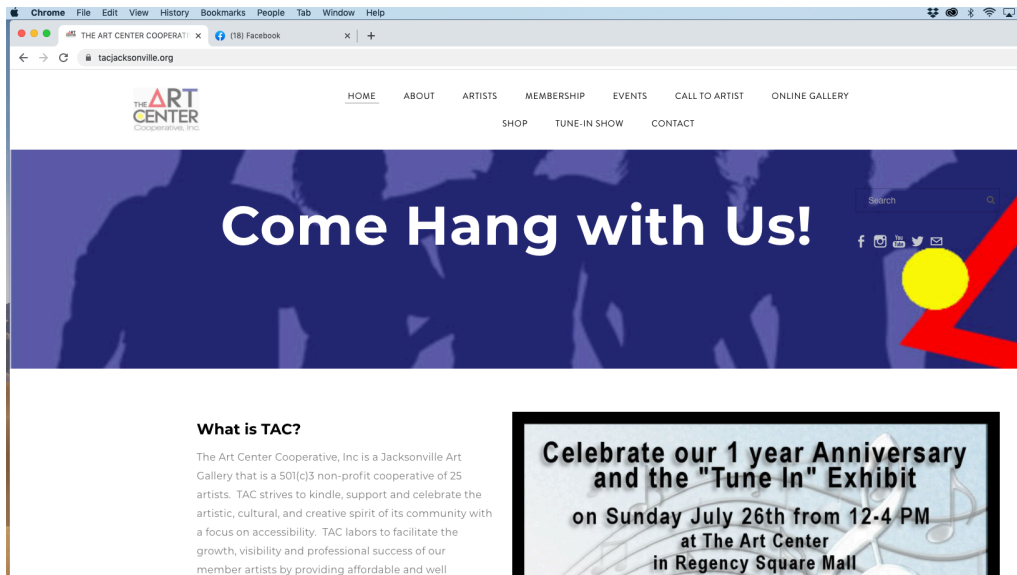 Chrome File Edit View History Bookmarks People Tab Window Help
THE ART CENTER COOPERATI × (18) Facebook × +
tacjacksonville.org
THE ART
CENTER
Cooperative, Inc.
HOME ABOUT ARTISTS MEMBERSHIP EVENTS CALL TO ARTIST ONLINE GALLERY
SHOP TUNE-IN SHOW CONTACT
Come Hang with Us!
Search
What is TAC?
The Art Center Cooperative, Inc is a Jacksonville Art
Gallery that is a 501(c)3 non-profit cooperative of 25
artists. TAC strives to kindle, support and celebrate the
artistic, cultural, and creative spirit of its community with
a focus on accessibility. TAC labors to facilitate the
growth, visibility and professional success of our
member artists by providing affordable and well
Celebrate our 1 year Anniversary
and the "Tune In" Exhibit
on Sunday July 26th from 12-4 PM
at The Art Center
in Regency Square Mall